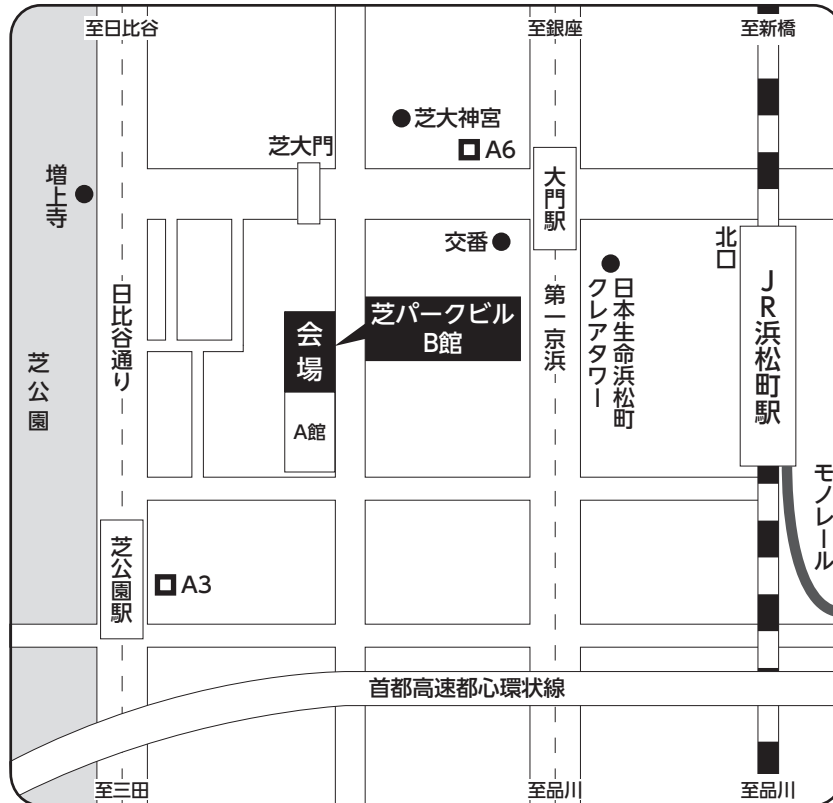 至日比谷
至銀座
至新橋
芝大神宮
A6
芝大門
増上寺
大門駅
交番
北口
日比谷通り
芝公園
会場
芝パークビル
B館
A館
第一京浜
日本生命浜松町
クレアタワー
JR浜松町駅
モノレール
芝公園駅
A3
首都高速都心環状線
至三田
至品川
至品川